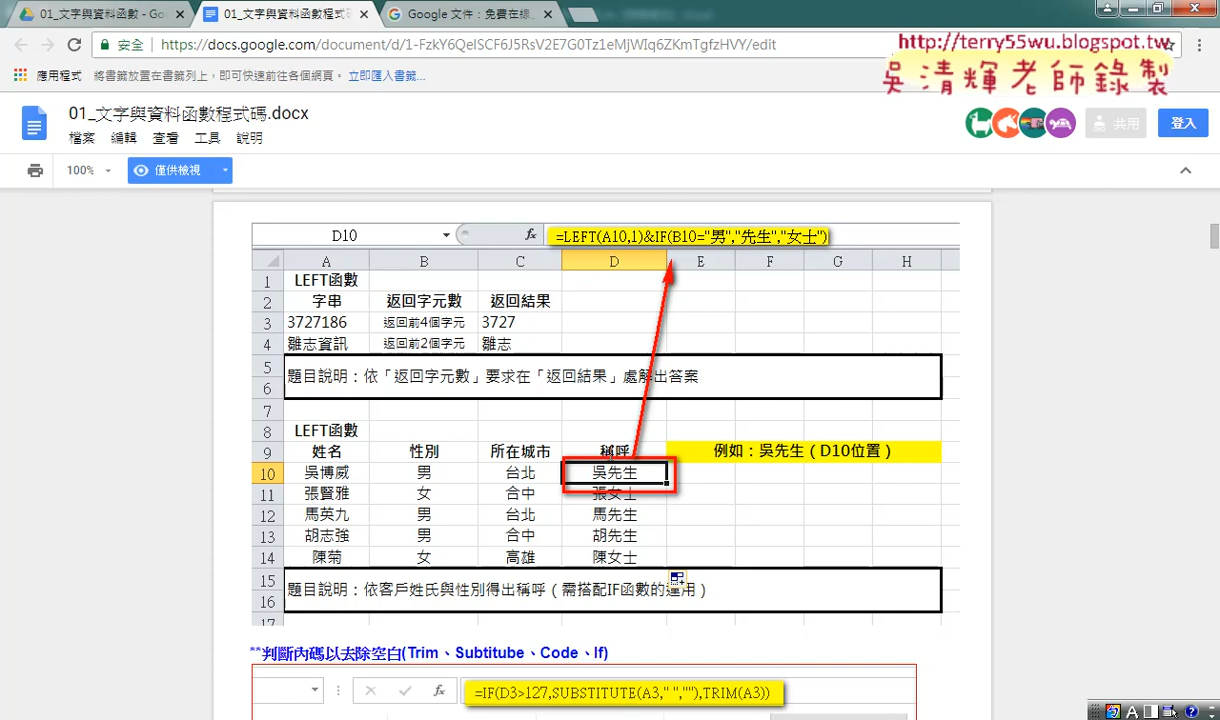 01_文字與資料函數 - Go
01_文字與資料函數程式碼
Google 文件：免費在線
安全
https://docs.google.com/document/d/1-FzkY6QeISCF6J5RsV2E7G0Tz1eMjWIq6ZKmTgfzHVY/edit
http://terry55wu.blogspot.tw
吳清輝老師錄製
應用程式
將書籤放置在書籤列上，即可快速前往各個網頁。
立即匯入書籤...
01_文字與資料函數程式碼.docx
檔案 編輯 查看 工具 說明
共用
登入
100%
僅供檢視
D10
fx
=LEFT(A10,1)&IF(B10="男","先生","女士")
A B C D E F G H
1 LEFT函數
2 字串 返回字元數 返回結果
3 3727186 返回前4個字元 3727
4 雛志資訊 返回前2個字元 雛志
5
題目說明：依「返回字元數」要求在「返回結果」處解出答案
6
7
8 LEFT函數
9 姓名 性別 所在城市 稱呼 例如：吳先生（D10位置）
10 吳博威 男 台北 吳先生
11 張賢雅 女 台中 張女士
12 馬英九 男 台北 馬先生
13 胡志強 男 台中 胡先生
14 陳菊 女 高雄 陳女士
15
題目說明：依客戶姓氏與性別得出稱呼（需搭配IF函數的運用）
16
17
**判斷內碼以去除空白(Trim、Subtitube、Code、If)
fx
=IF(D3>127,SUBSTITUTE(A3," ",""),TRIM(A3))